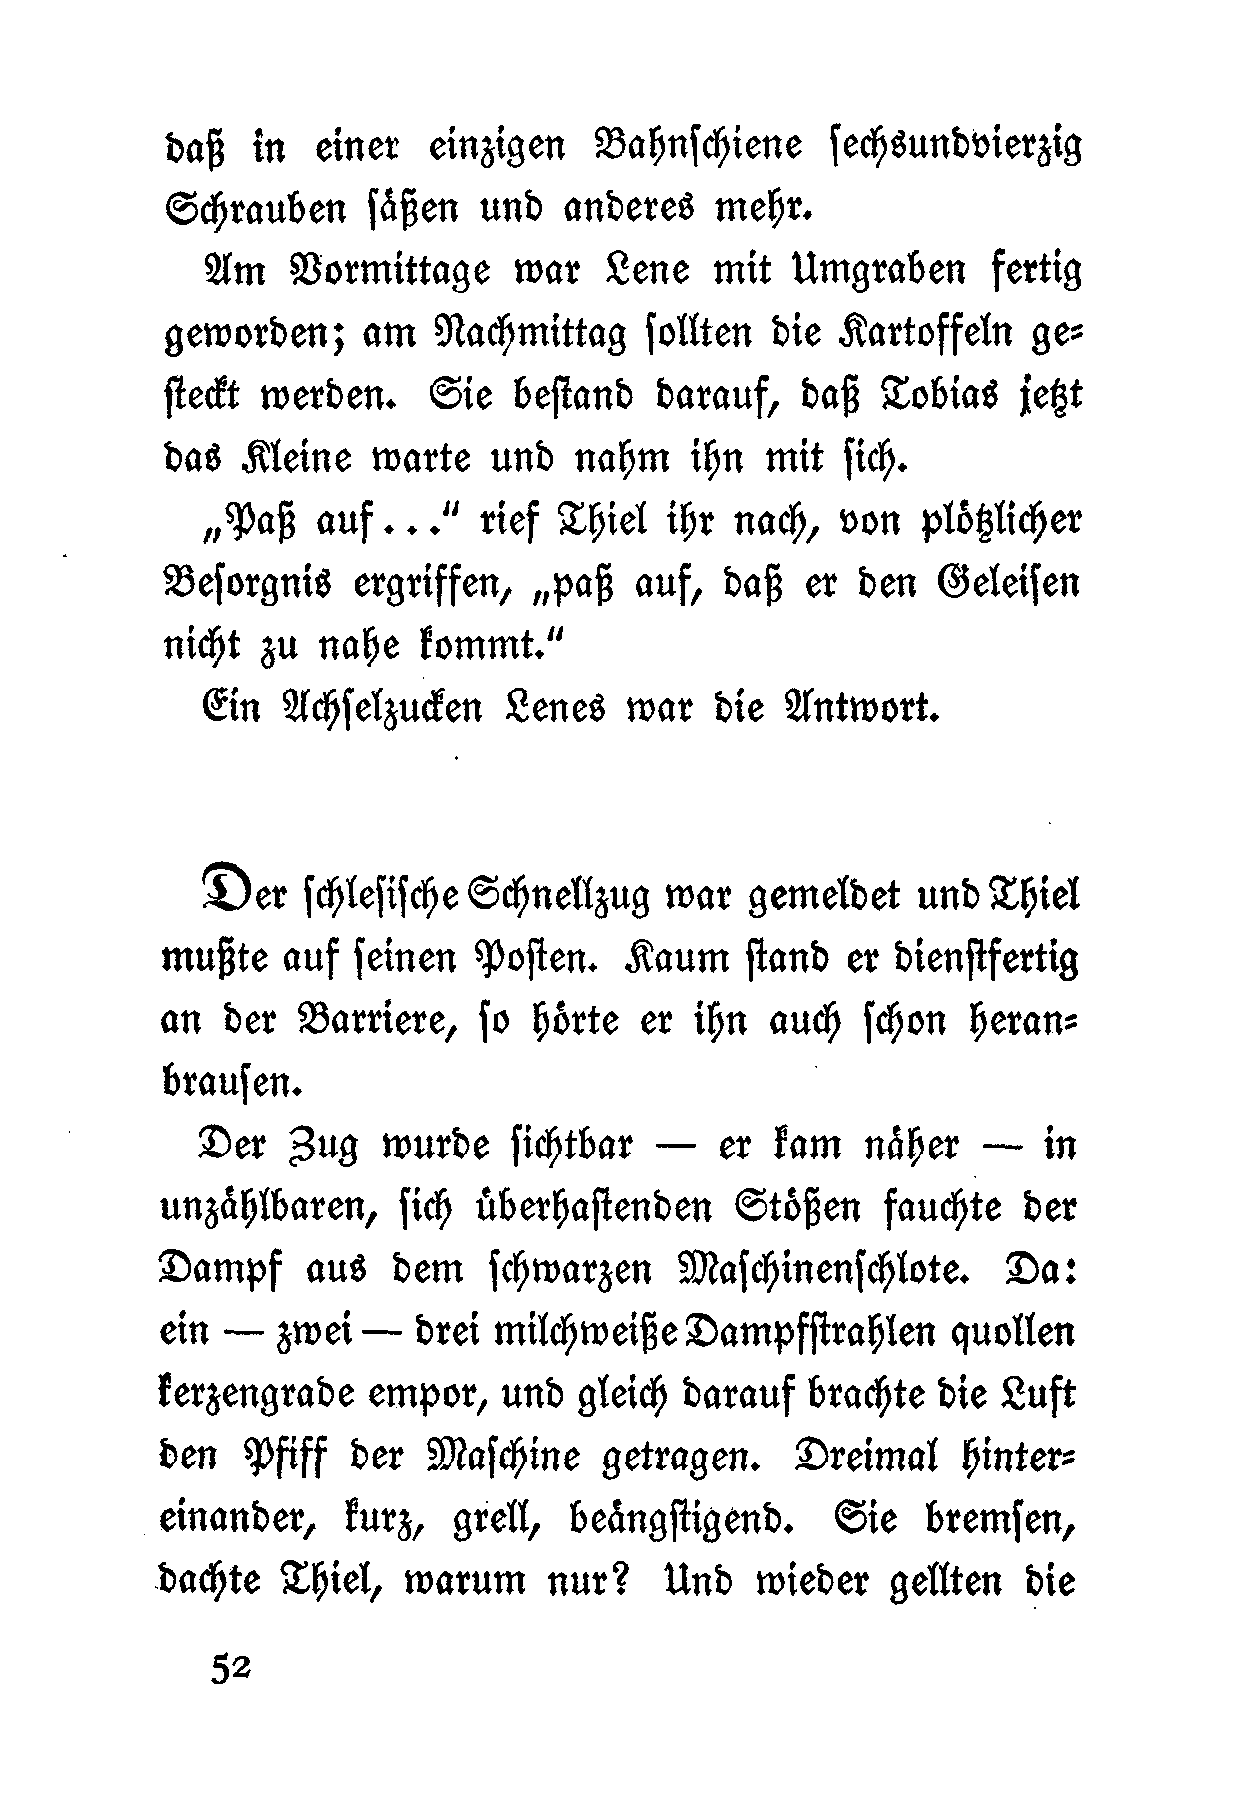 daß in einer einzigen Bahnſchiene ſechsundvierzig
Schrauben ſäßen und anderes mehr.
Am Vormittage war Lene mit Umgraben fertig
geworden; am Nachmittag ſollten die Kartoffeln ge⸗
ſteckt werden. Sie beſtand darauf, daß Tobias jetzt
das Kleine warte und nahm ihn mit ſich.
„Paß auf . . .“ rief Thiel ihr nach, von plötzlicher
Beſorgnis ergriffen, „paß auf, daß er den Geleiſen
nicht zu nahe kommt.“
Ein Achſelzucken Lenes war die Antwort.
Der ſchleſiſche Schnellzug war gemeldet und Thiel
mußte auf ſeinen Poſten. Kaum ſtand er dienſtfertig
an der Barriere, ſo hörte er ihn auch ſchon heran⸗
brauſen.
Der Zug wurde ſichtbar — er kam näher — in
unzählbaren, ſich überhaſtenden Stößen fauchte der
Dampf aus dem ſchwarzen Maſchinenſchlote. Da:
ein — zwei — drei milchweiße Dampfſtrahlen quollen
kerzengrade empor, und gleich darauf brachte die Luft
den Pfiff der Maſchine getragen. Dreimal hinter⸗
einander, kurz, grell, beängſtigend. Sie bremſen,
dachte Thiel, warum nur? Und wieder gellten die
52